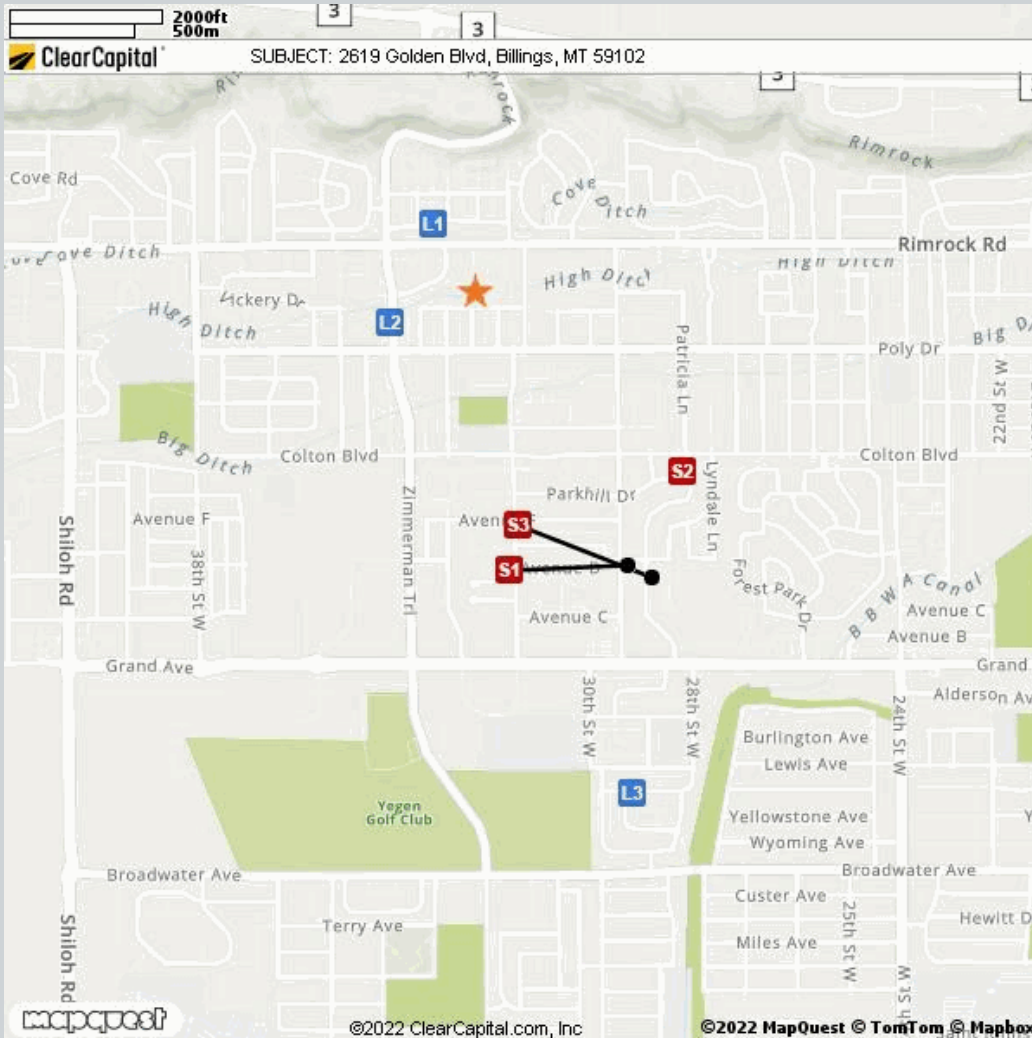 2000ft
500m
3
3
ClearCapital
SUBJECT: 2619 Golden Blvd, Billings, MT 59102
3
Rimrock
Cove Rd
Cove Ditch
L1
Rimrock Rd
Cove Ditch
High Ditch
High Ditch
High Ditch
L2
Patricia Ln
Poly Dr
22nd St W
Big Ditch
Colton Blvd
Colton Blvd
S2
Lyndale Ln
Parkhill Dr
Avenue F
S3
Zimmerman Trl
Shiloh Rd
38th St W
S1
Avenue D
Forest Park Dr
B B W A Canal
Avenue C
Avenue C
Avenue B
Grand Ave
Grand
30th St W
28th St W
24th St W
Burlington Ave
Lewis Ave
L3
Yegen
Golf Club
Yellowstone Ave
Wyoming Ave
Broadwater Ave
Broadwater Ave
Custer Ave
25th St W
Terry Ave
Miles Ave
Shiloh Rd
mapquest
©2022 ClearCapital.com, Inc
©2022 MapQuest © TomTom © Mapbox